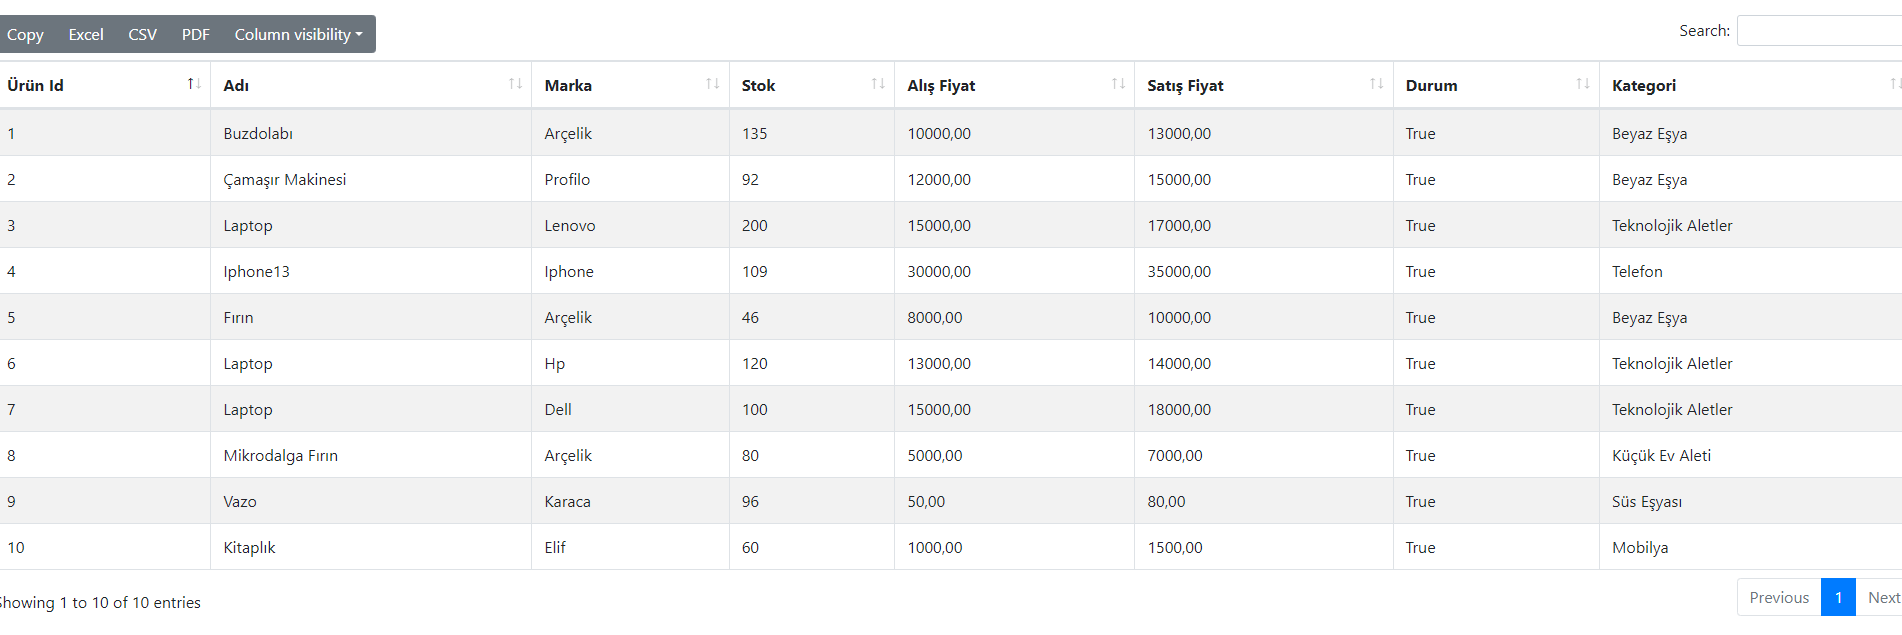 Copy Excel CSV PDF Column visibility Search:
Ürün Id Adı Marka Stok Alış Fiyat Satış Fiyat Durum Kategori
1 Buzdolabı Arçelik 135 10000,00 13000,00 True Beyaz Eşya
2 Çamaşır Makinesi Profilo 92 12000,00 15000,00 True Beyaz Eşya
3 Laptop Lenovo 200 15000,00 17000,00 True Teknolojik Aletler
4 Iphone13 Iphone 109 30000,00 35000,00 True Telefon
5 Fırın Arçelik 46 8000,00 10000,00 True Beyaz Eşya
6 Laptop Hp 120 13000,00 14000,00 True Teknolojik Aletler
7 Laptop Dell 100 15000,00 18000,00 True Teknolojik Aletler
8 Mikrodalga Fırın Arçelik 80 5000,00 7000,00 True Küçük Ev Aleti
9 Vazo Karaca 96 50,00 80,00 True Süs Eşyası
10 Kitaplık Elif 60 1000,00 1500,00 True Mobilya
Showing 1 to 10 of 10 entries Previous 1 Next